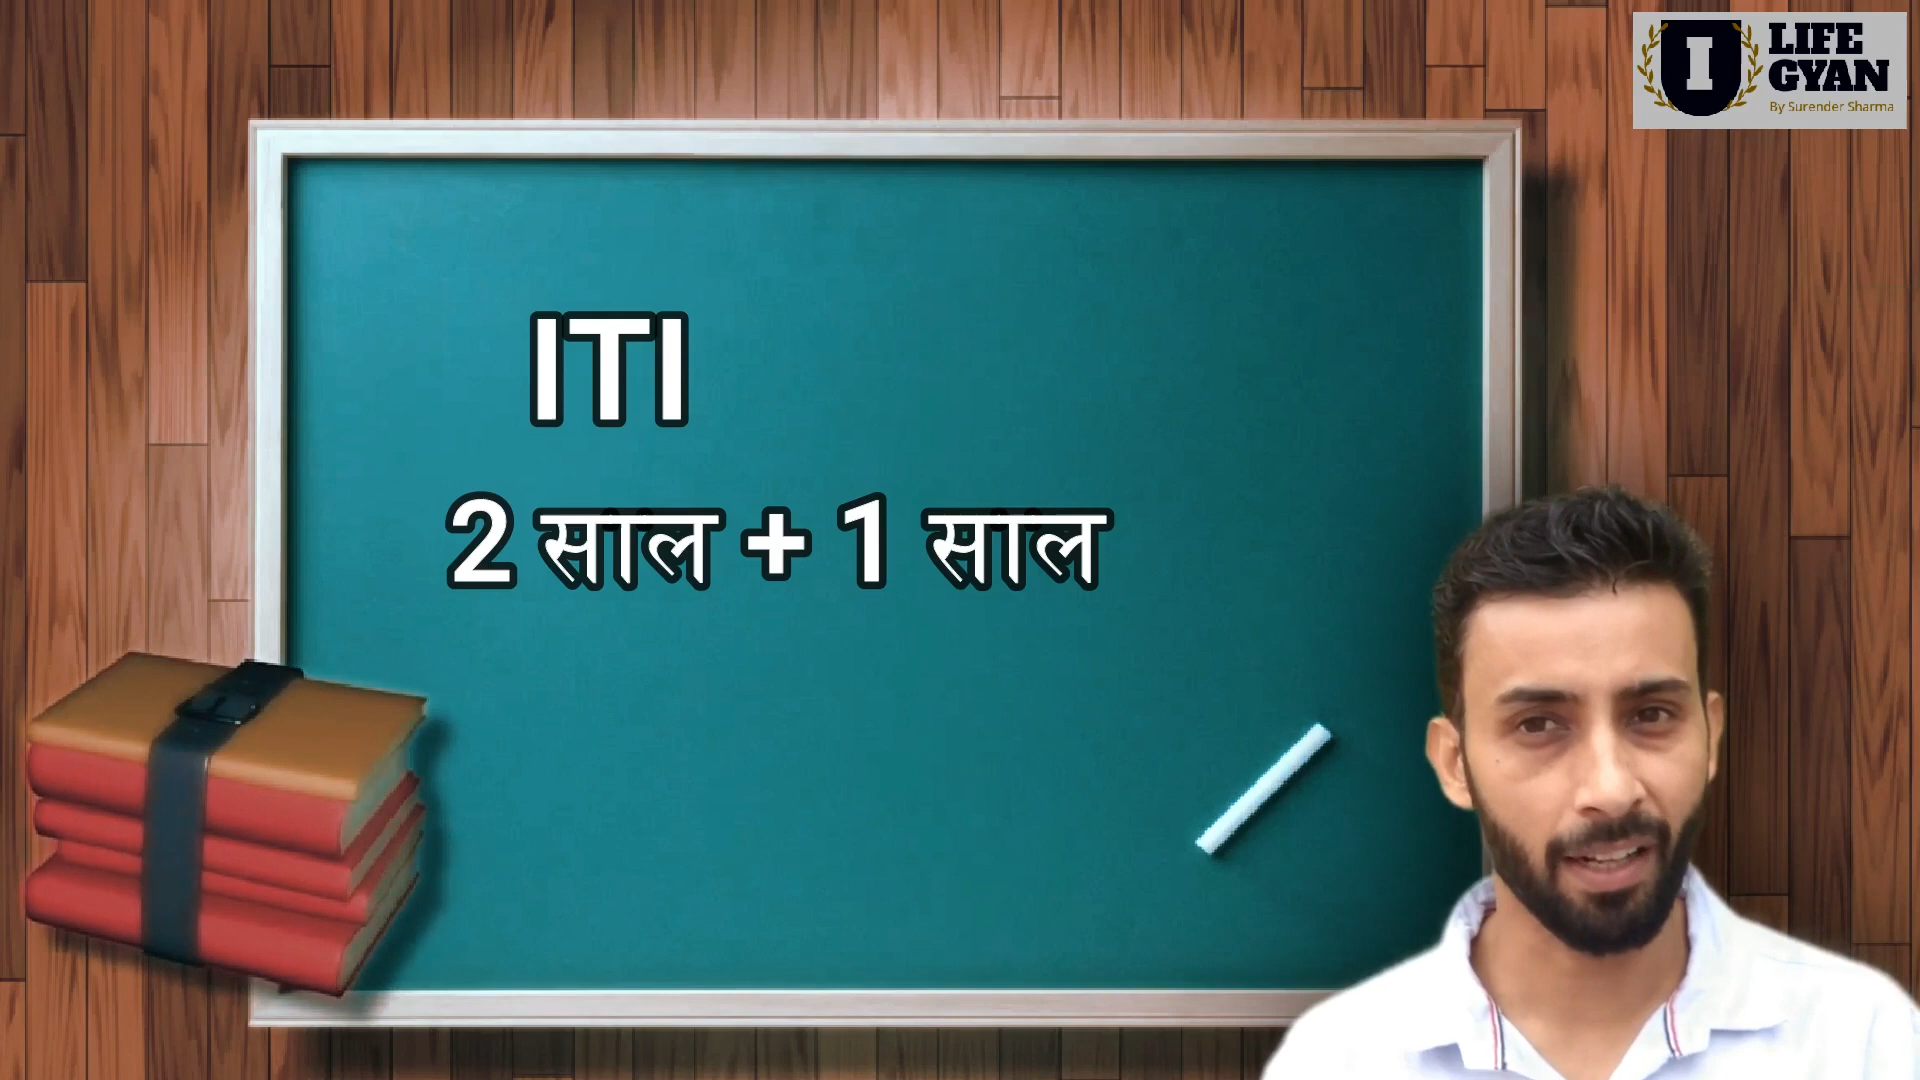 LIFE
GYAN
By Surender Sharma
I
ITI
2 साल + 1 साल